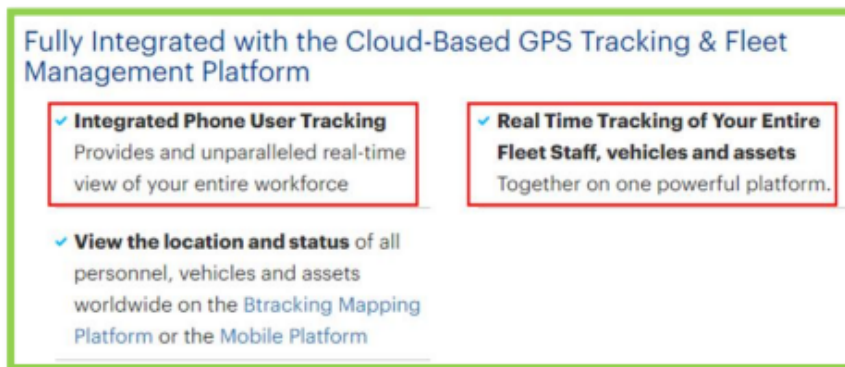 Fully Integrated with the Cloud-Based GPS Tracking & Fleet
Management Platform
✓ Integrated Phone User Tracking
Provides and unparalleled real-time
view of your entire workforce
✓ Real Time Tracking of Your Entire
Fleet Staff, vehicles and assets
Together on one powerful platform.
✓ View the location and status of all
personnel, vehicles and assets
worldwide on the Btracking Mapping
Platform or the Mobile Platform